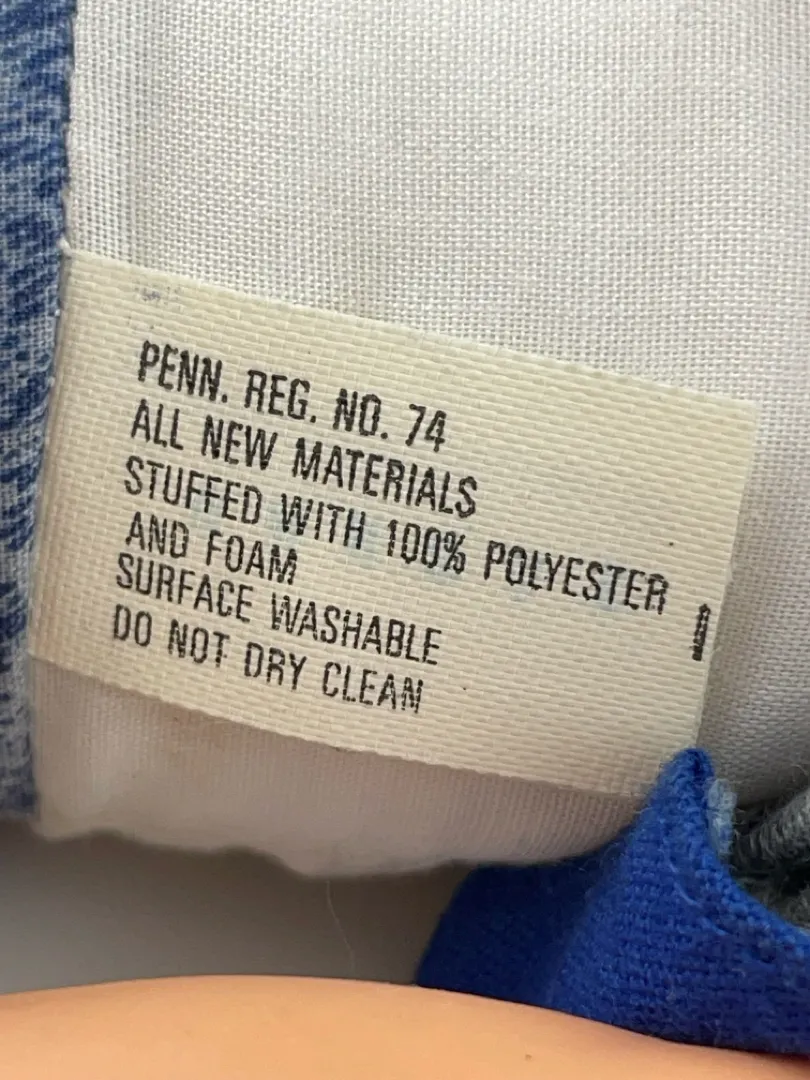 PENN. REG. NO. 74
ALL NEW MATERIALS
STUFFED WITH 100% POLYESTER
AND FOAM
SURFACE WASHABLE
DO NOT DRY CLEAN